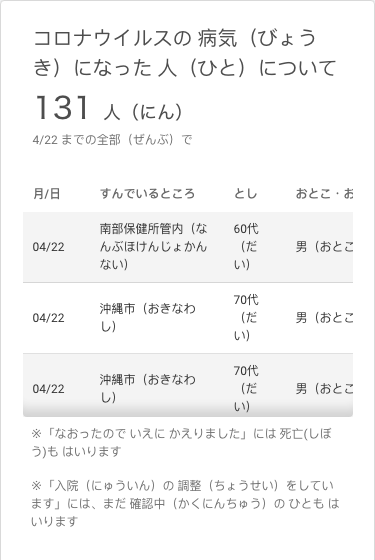 コロナウイルスの 病気（びょう
き）になった 人（ひと）について
131 人（にん）
4/22 までの全部（ぜんぶ）で
月/日 すんでいるところ とし おとこ・お
04/22 南部保健所管内（な
んぶほけんじょかん
ない） 60代
（だ
い） 男（おとこ
04/22 沖縄市（おきなわ
し） 70代
（だ
い） 男（おとこ
04/22 沖縄市（おきなわ
し） 70代
（だ
い） 男（おとこ
※「なおったので いえに かえりました」には 死亡(しぼ
う)も はいります
※「入院（にゅういん）の 調整（ちょうせい）をしてい
ます」には、まだ 確認中（かくにんちゅう）の ひとも は
いります